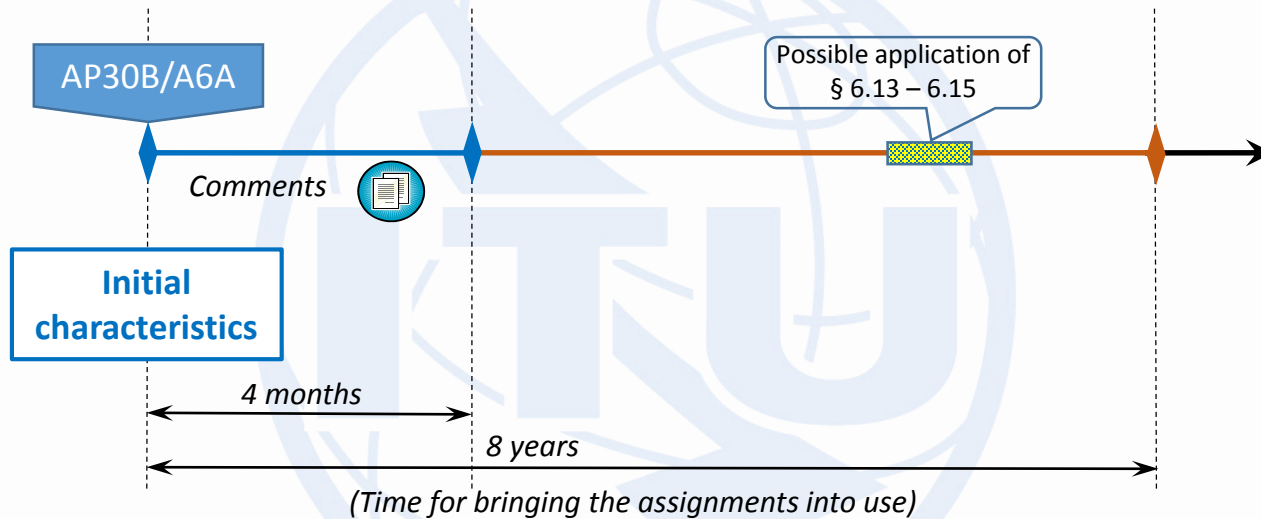 AP30B/A6A
Possible application of
§ 6.13 – 6.15
Comments
Initial
characteristics
4 months
8 years
(Time for bringing the assignments into use)
ITU